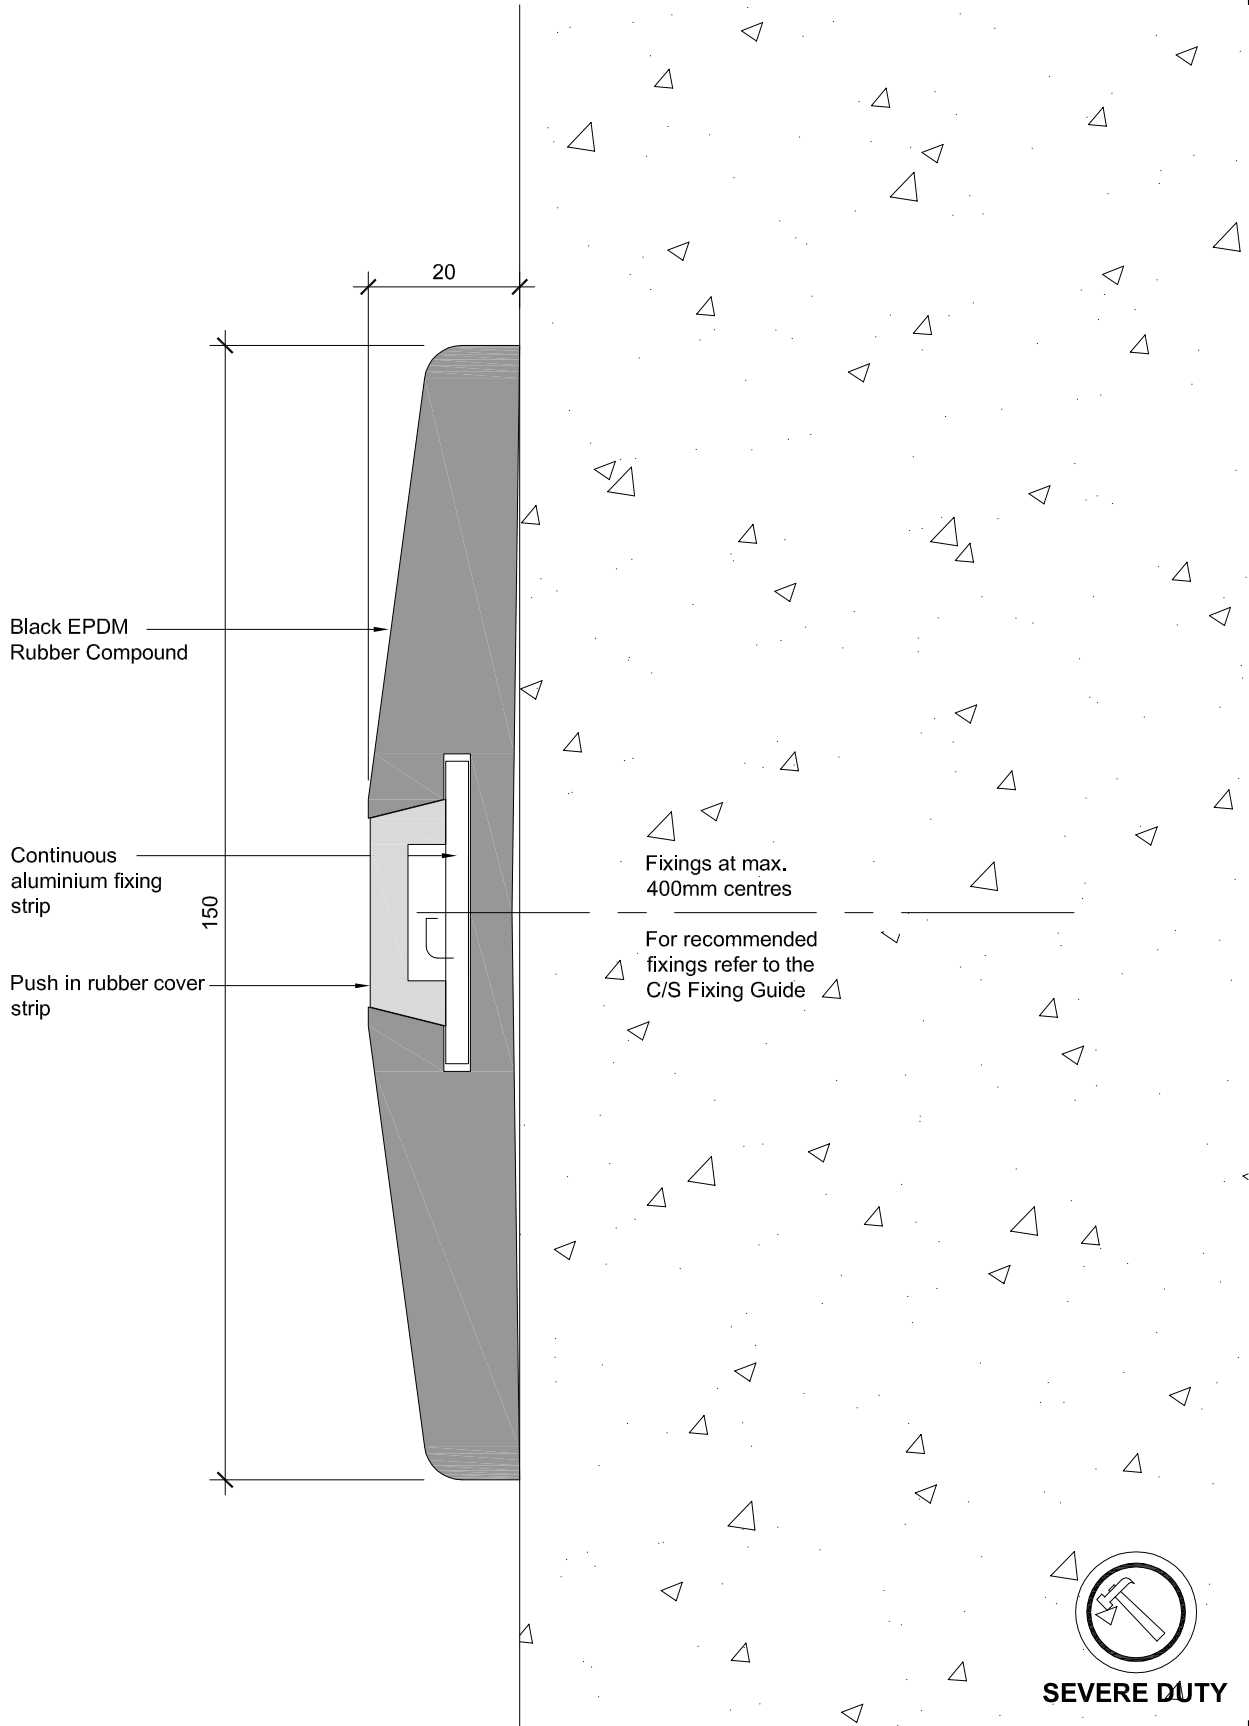 20
Black EPDM
Rubber Compound
Continuous
aluminium fixing
strip
150
Push in rubber cover
strip
Fixings at max.
400mm centres
For recommended
fixings refer to the
C/S Fixing Guide
SEVERE DUTY